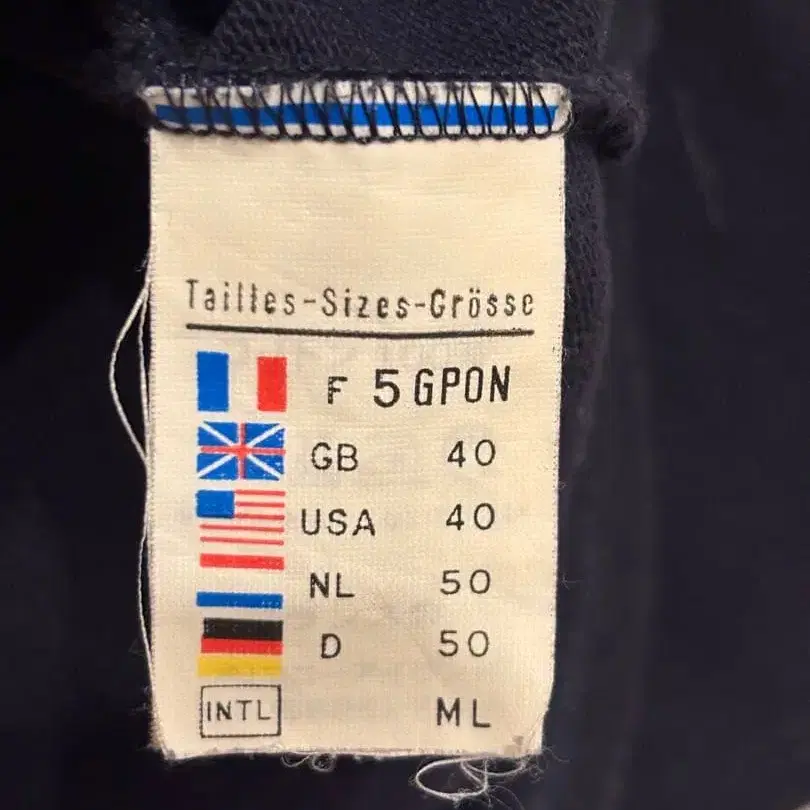 Tailles-Sizes-Grösse
F 5 GPON
GB 40
USA 40
NL 50
D 50
INTL ML